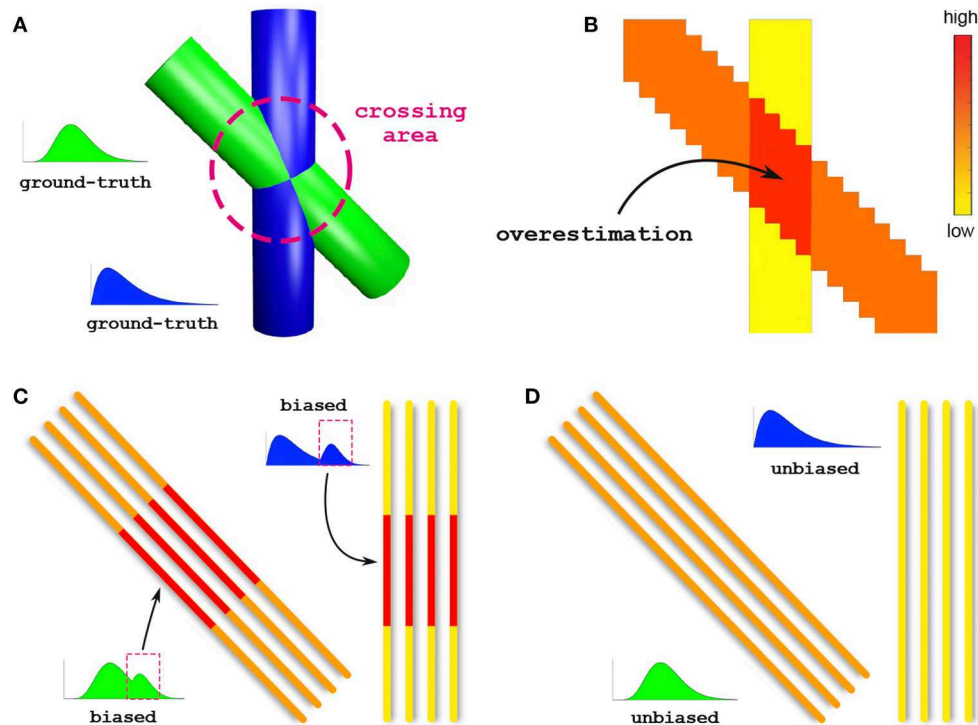 A
crossing
area
ground-truth
ground-truth
B
high
low
overestimation
C
biased
biased
D
unbiased
unbiased